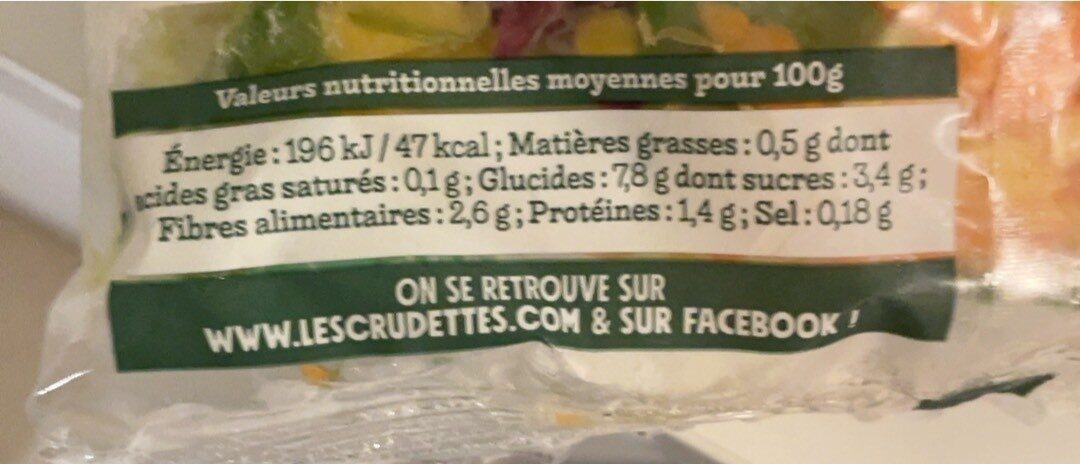 Valeurs nutritionnelles moyennes pour 100g
Énergie : 196 kJ / 47 kcal ; Matières grasses : 0,5 g dont
acides gras saturés : 0,1 g ; Glucides : 7,8 g dont sucres : 3,4 g ;
Fibres alimentaires : 2,6 g ; Protéines : 1,4 g ; Sel : 0,18 g
ON SE RETROUVE SUR
WWW.LESCRUDETTES.COM & SUR FACEBOOK !